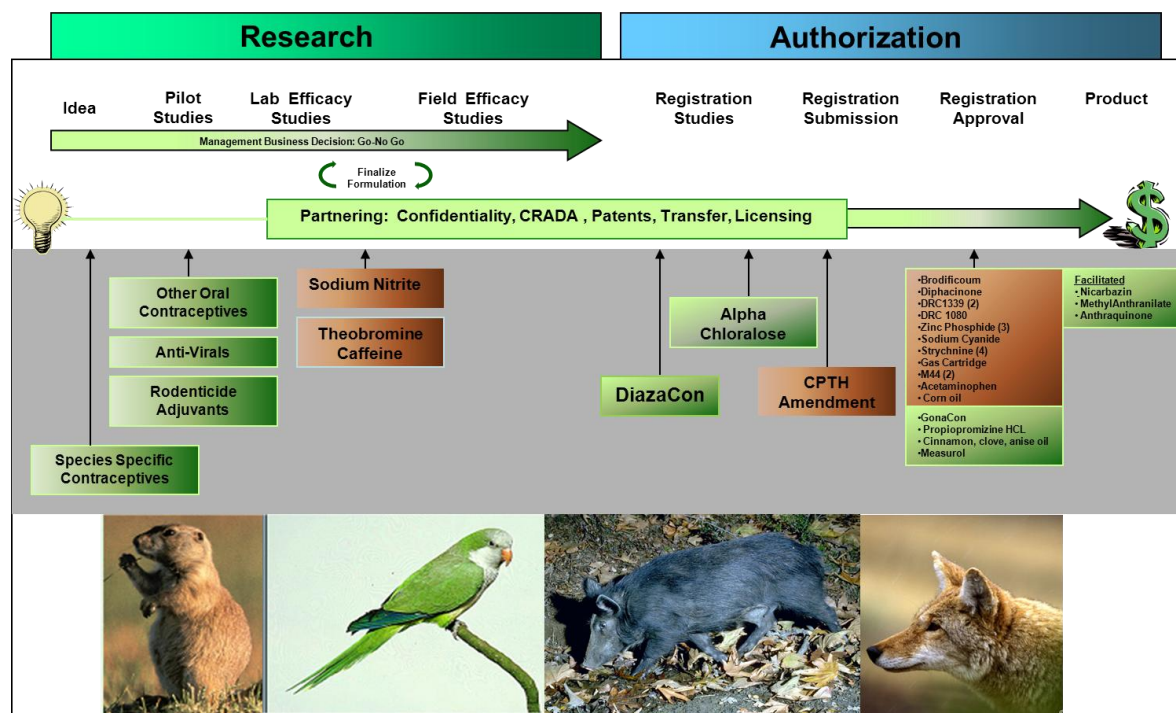 Research
Authorization
Idea
Pilot
Studies
Lab Efficacy
Studies
Field Efficacy
Studies
Registration
Studies
Registration
Submission
Registration
Approval
Product
Management Business Decision: Go-No Go
Finalize
Formulation
Partnering: Confidentiality, CRADA , Patents, Transfer, Licensing
$
Other Oral
Contraceptives
Anti-Virals
Rodenticide
Adjuvants
Species Specific
Contraceptives
Sodium Nitrite
Theobromine
Caffeine
DiazaCon
Alpha
Chloralose
CPTH
Amendment
•Brodificoum
•Diphacinone
•DRC1339 (2)
•DRC 1080
•Zinc Phosphide (3)
•Sodium Cyanide
•Strychnine (4)
•Gas Cartridge
•M44 (2)
•Acetaminophen
• Corn oil
•GonaCon
• Propiopromizine HCL
• Cinnamon, clove, anise oil
•Measurol
Facilitated
• Nicarbazin
• MethylAnthranilate
• Anthraquinone